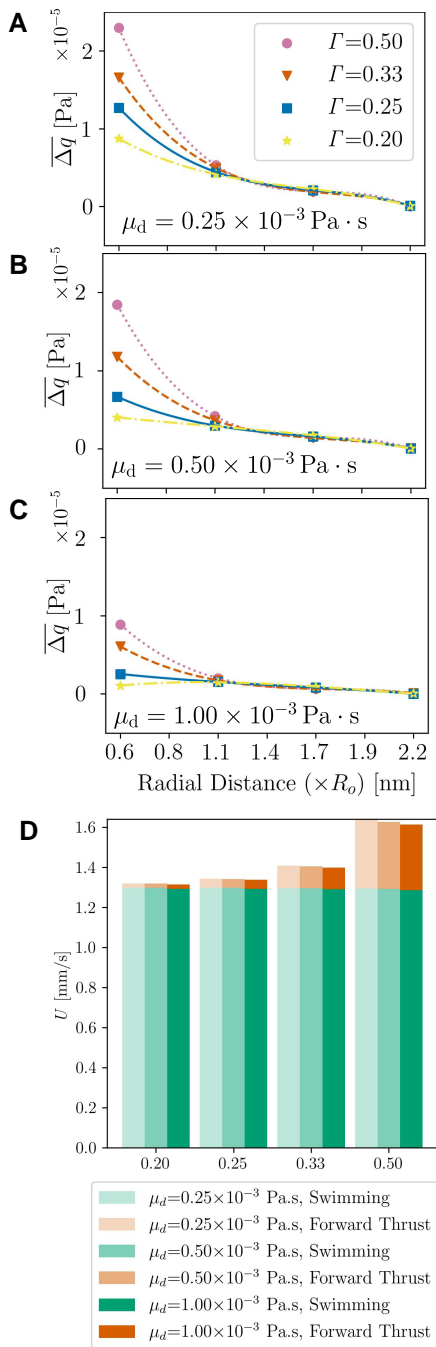 A
×10⁻⁵
2
1
0
Δq [Pa]
Γ=0.50
Γ=0.33
Γ=0.25
Γ=0.20
μd = 0.25 × 10⁻³ Pa · s
B
×10⁻⁵
2
1
0
Δq [Pa]
μd = 0.50 × 10⁻³ Pa · s
C
×10⁻⁵
2
1
0
Δq [Pa]
μd = 1.00 × 10⁻³ Pa · s
0.6 0.8 1.1 1.4 1.7 1.9 2.2
Radial Distance (×Rₒ) [nm]
D
1.6
1.4
1.2
1.0
0.8
0.6
0.4
0.2
0.0
U [mm/s]
0.20 0.25 0.33 0.50
μd=0.25×10⁻³ Pa.s, Swimming
μd=0.25×10⁻³ Pa.s, Forward Thrust
μd=0.50×10⁻³ Pa.s, Swimming
μd=0.50×10⁻³ Pa.s, Forward Thrust
μd=1.00×10⁻³ Pa.s, Swimming
μd=1.00×10⁻³ Pa.s, Forward Thrust